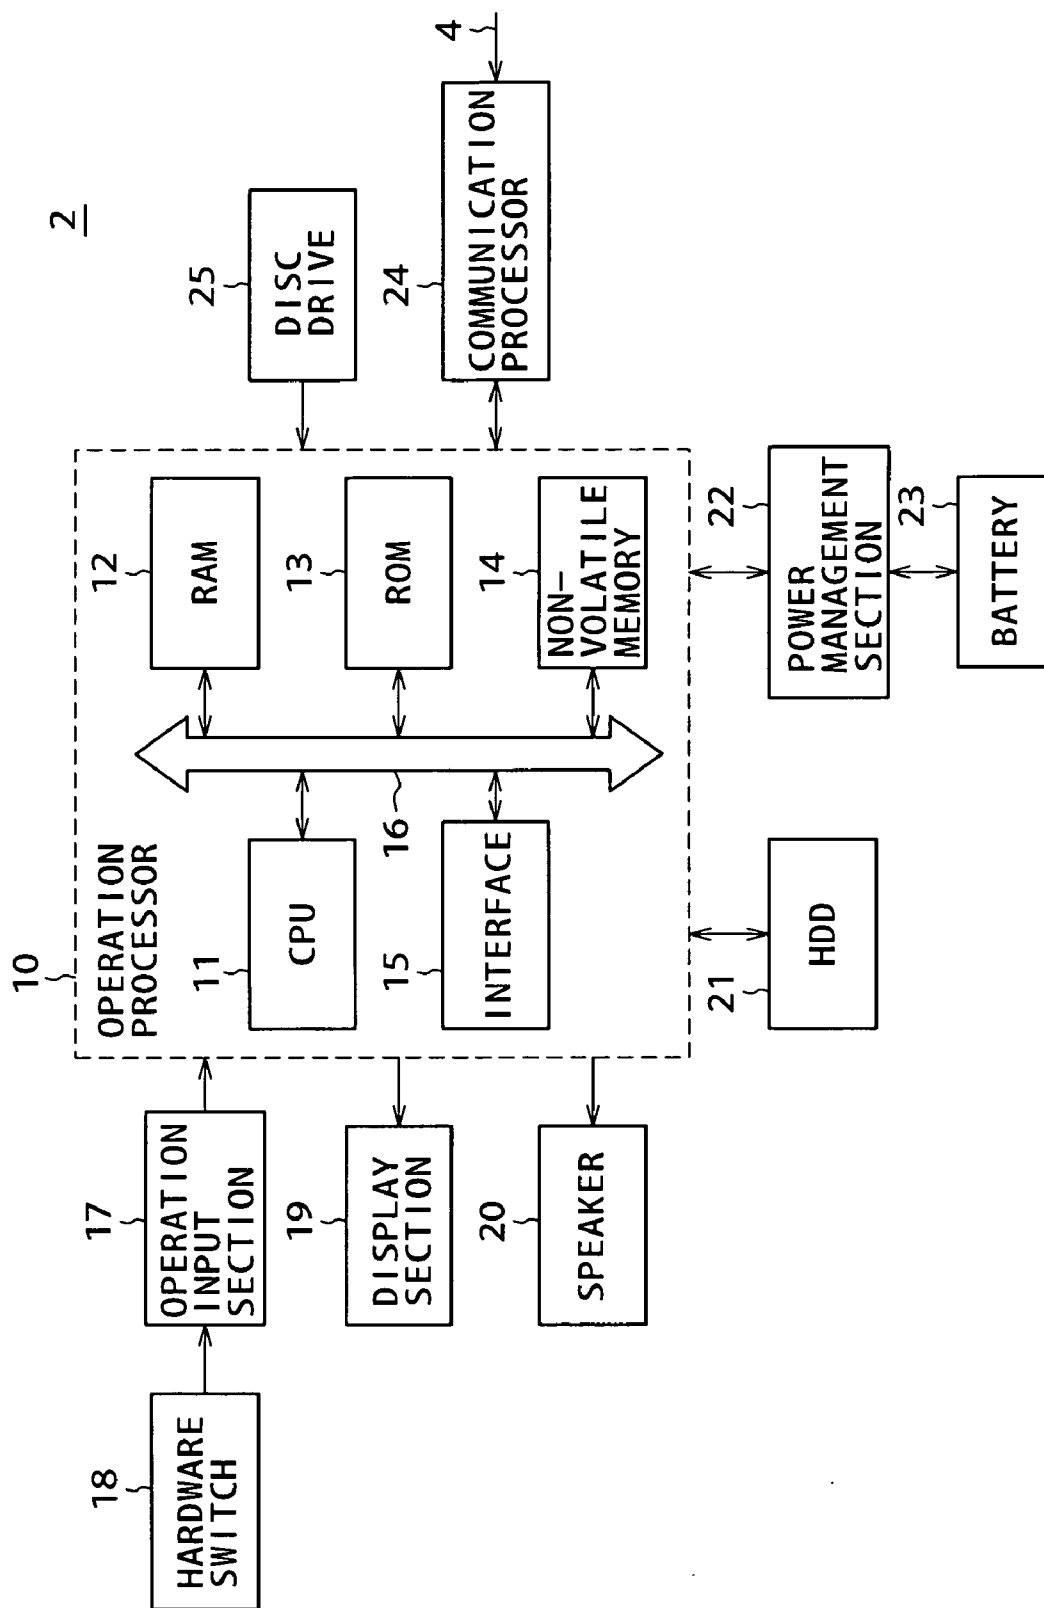 2
10
OPERATION
PROCESSOR
18
HARDWARE
SWITCH
17
OPERATION
INPUT
SECTION
19
DISPLAY
SECTION
20
SPEAKER
11
CPU
15
INTERFACE
16
12
RAM
13
ROM
14
NON-
VOLATILE
MEMORY
25
DISC
DRIVE
24
COMMUNICATION
PROCESSOR
4
21
HDD
22
POWER
MANAGEMENT
SECTION
23
BATTERY